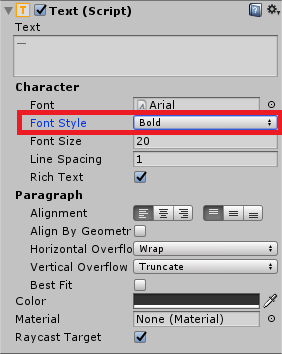 Text (Script)
Text
—
Character
Font Arial
Font Style Bold
Font Size 20
Line Spacing 1
Rich Text
Paragraph
Alignment
Align By Geometr
Horizontal Overflo Wrap
Vertical Overflow Truncate
Best Fit
Color
Material None (Material)
Raycast Target